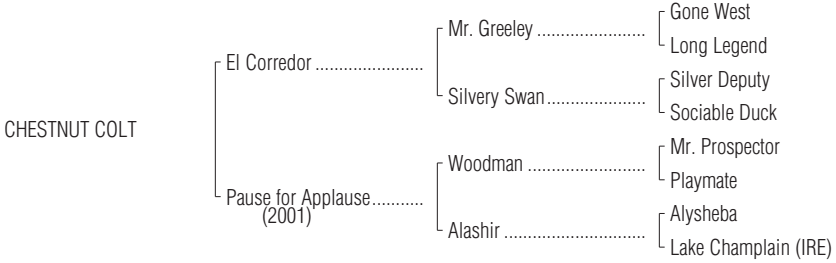 Gone West
Mr. Greeley .......................
Long Legend
El Corredor .......................
Silver Deputy
Silvery Swan.....................
Sociable Duck
CHESTNUT COLT
Mr. Prospector
Woodman .........................
Playmate
Pause for Applause...........
(2001)
Alysheba
Alashir ..............................
Lake Champlain (IRE)